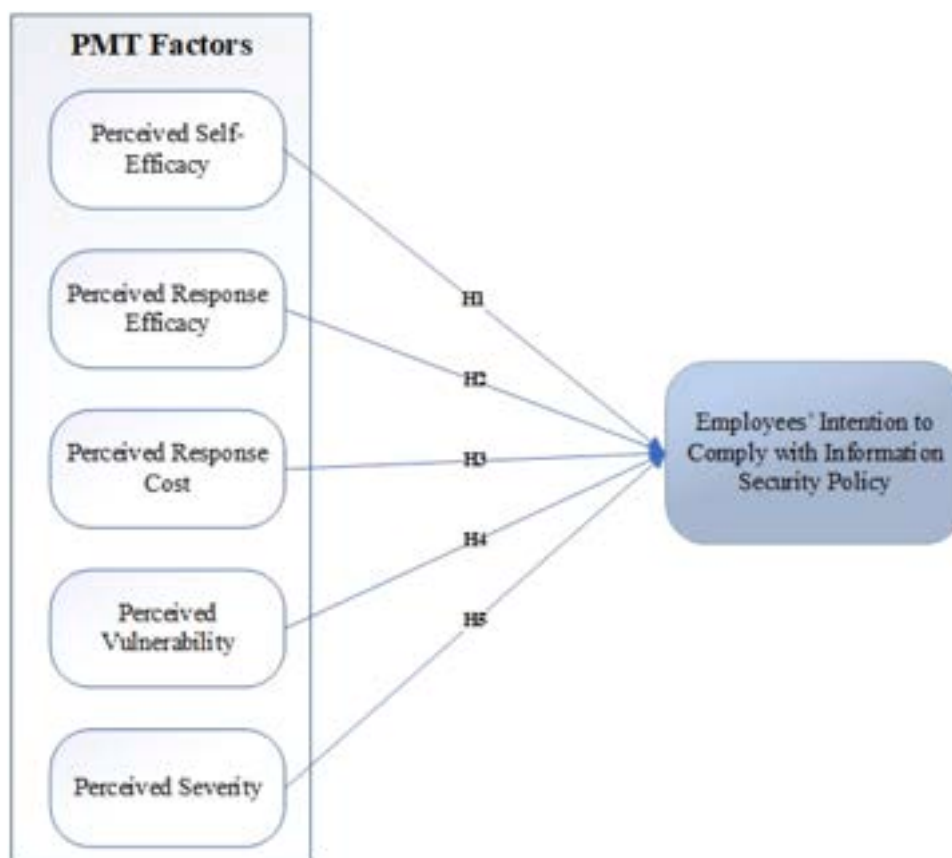 PMT Factors
Perceived Self-
Efficacy
Perceived Response
Efficacy
Perceived Response
Cost
Perceived
Vulnerability
Perceived Severity
H1
H2
H3
H4
H5
Employees' Intention to
Comply with Information
Security Policy